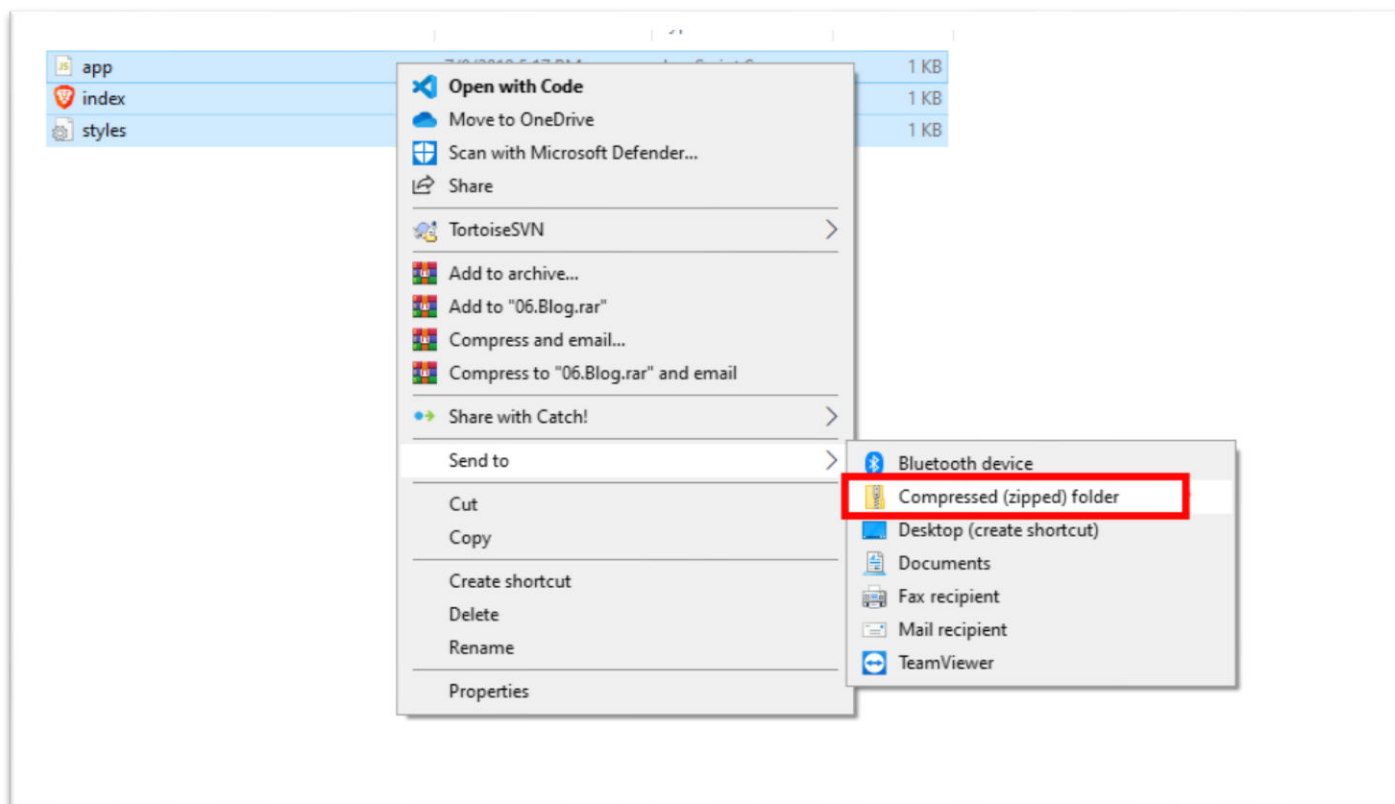 app
1 KB
index
1 KB
styles
1 KB
Open with Code
Move to OneDrive
Scan with Microsoft Defender...
Share
TortoiseSVN
Add to archive...
Add to "06.Blog.rar"
Compress and email...
Compress to "06.Blog.rar" and email
Share with Catch!
Send to
Cut
Copy
Create shortcut
Delete
Rename
Properties
Bluetooth device
Compressed (zipped) folder
Desktop (create shortcut)
Documents
Fax recipient
Mail recipient
TeamViewer